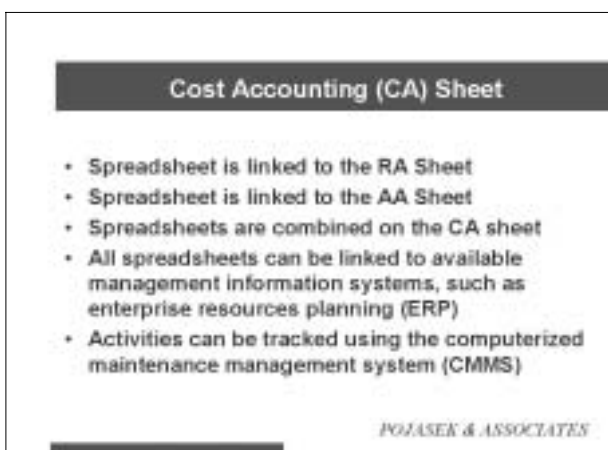 Cost Accounting (CA) Sheet
• Spreadsheet is linked to the RA Sheet
• Spreadsheet is linked to the AA Sheet
• Spreadsheets are combined on the CA sheet
• All spreadsheets can be linked to available
management information systems, such as
enterprise resources planning (ERP)
• Activities can be tracked using the computerized
maintenance management system (CMMS)
POJASEK & ASSOCIATES